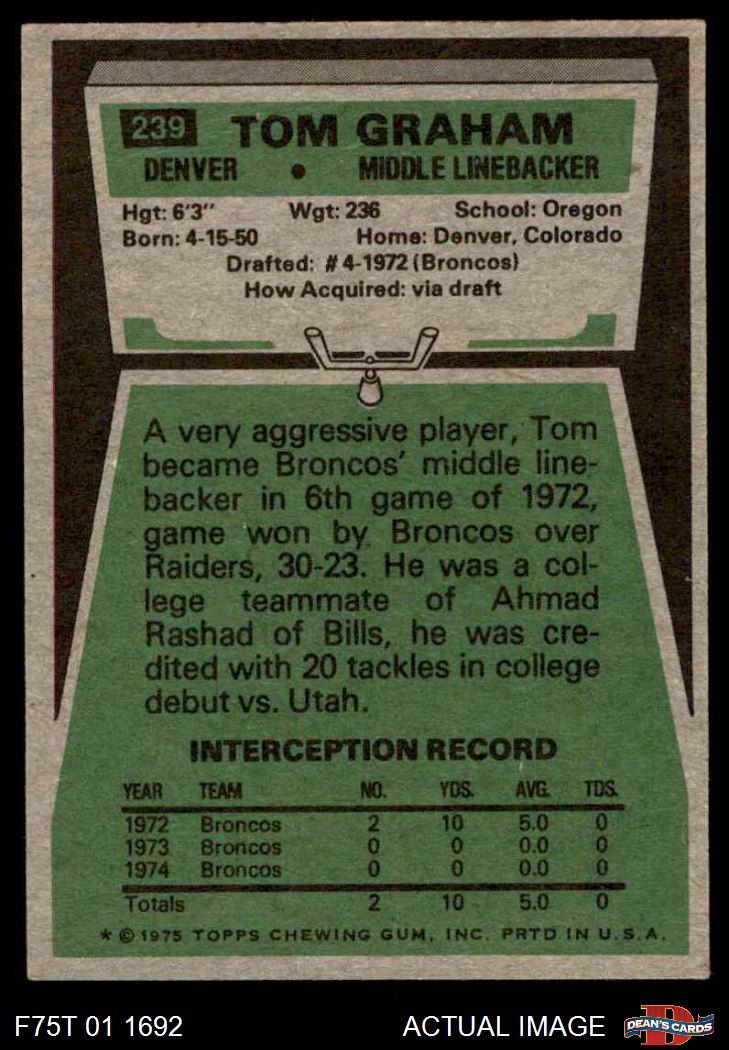 239 TOM GRAHAM
DENVER • MIDDLE LINEBACKER
Hgt: 6'3" Wgt: 236 School: Oregon
Born: 4-15-50 Home: Denver, Colorado
Drafted: #4-1972 (Broncos)
How Acquired: via draft
A very aggressive player, Tom
became Broncos' middle line-
backer in 6th game of 1972,
game won by Broncos over
Raiders, 30-23. He was a col-
lege teammate of Ahmad
Rashad of Bills, he was cre-
dited with 20 tackles in college
debut vs. Utah.
INTERCEPTION RECORD
YEAR TEAM NO. YDS. AVG. TDS.
1972 Broncos 2 10 5.0 0
1973 Broncos 0 0 0.0 0
1974 Broncos 0 0 0.0 0
Totals 2 10 5.0 0
* © 1975 TOPPS CHEWING GUM, INC. PRTD IN U.S.A.
F75T 01 1692 ACTUAL IMAGE D DEAN'S CARDS